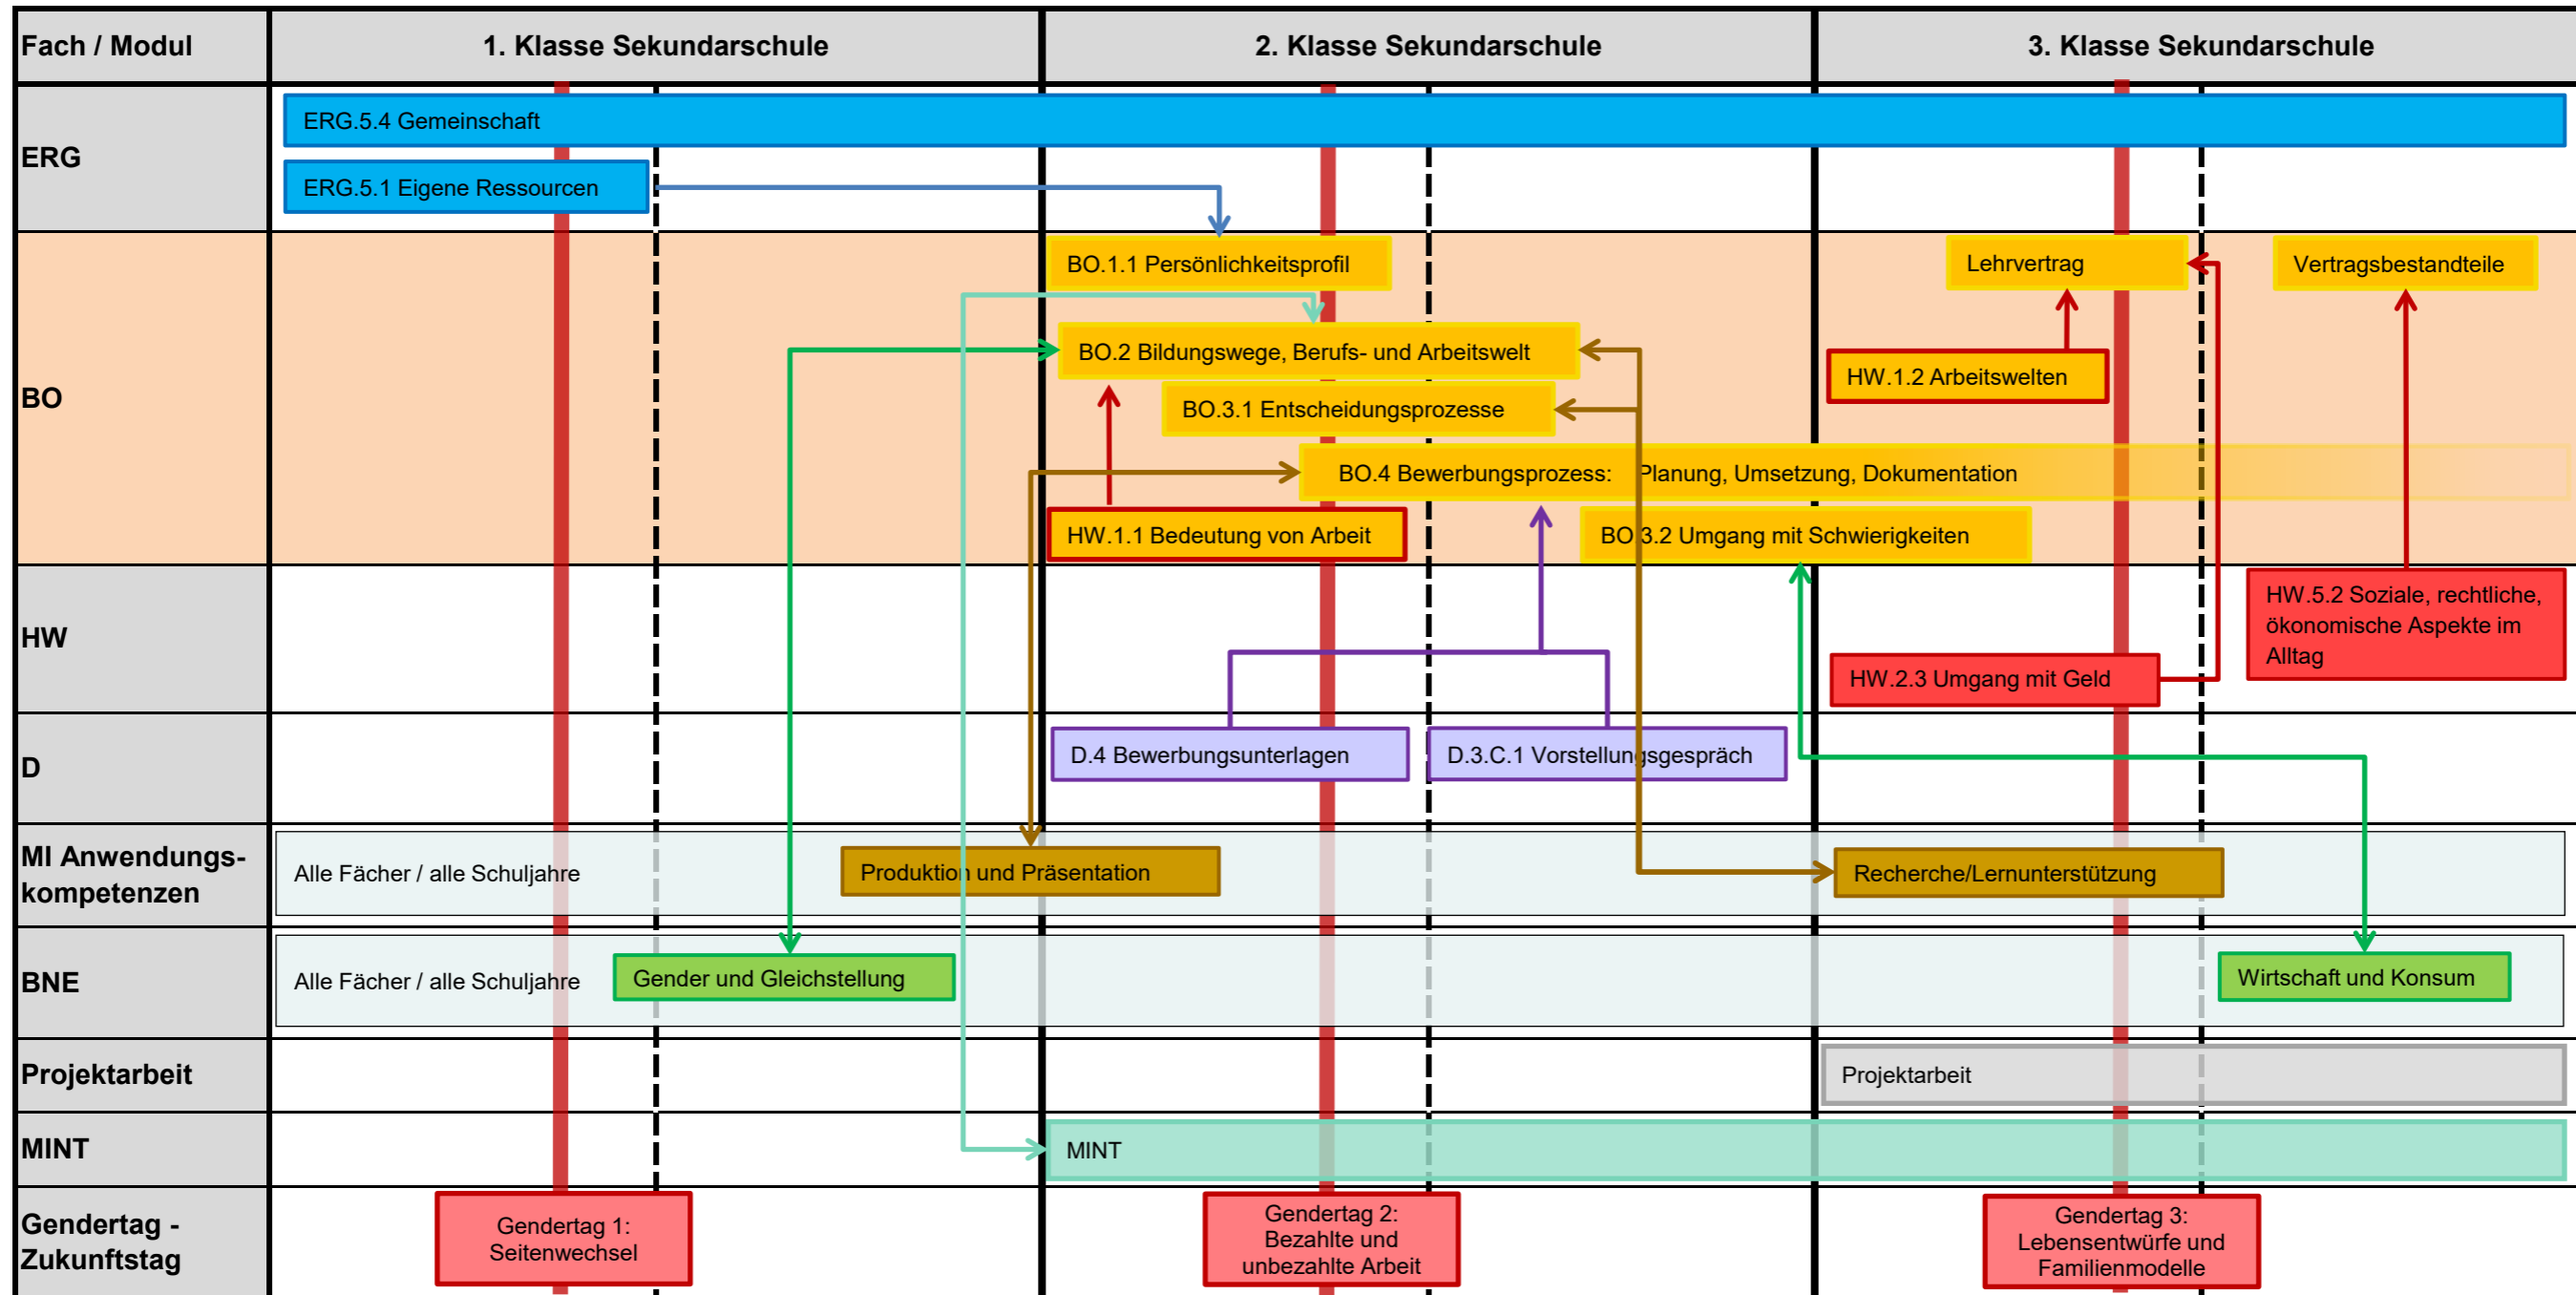 Fach / Modul
1. Klasse Sekundarschule
2. Klasse Sekundarschule
3. Klasse Sekundarschule
ERG
ERG.5.4 Gemeinschaft
ERG.5.1 Eigene Ressourcen
BO
BO.1.1 Persönlichkeitsprofil
Lehrvertrag
Vertragsbestandteile
BO.2 Bildungswege, Berufs- und Arbeitswelt
HW.1.2 Arbeitswelten
BO.3.1 Entscheidungsprozesse
BO.4 Bewerbungsprozess: Planung, Umsetzung, Dokumentation
HW.1.1 Bedeutung von Arbeit
BO.3.2 Umgang mit Schwierigkeiten
HW
HW.5.2 Soziale, rechtliche,
ökonomische Aspekte im
Alltag
HW.2.3 Umgang mit Geld
D
D.4 Bewerbungsunterlagen
D.3.C.1 Vorstellungsgespräch
MI Anwendungs-
kompetenzen
Alle Fächer / alle Schuljahre
Produktion und Präsentation
Recherche/Lernunterstützung
BNE
Alle Fächer / alle Schuljahre
Gender und Gleichstellung
Wirtschaft und Konsum
Projektarbeit
Projektarbeit
MINT
MINT
Gendertag -
Zukunftstag
Gendertag 1:
Seitenwechsel
Gendertag 2:
Bezahlte und
unbezahlte Arbeit
Gendertag 3:
Lebensentwürfe und
Familienmodelle